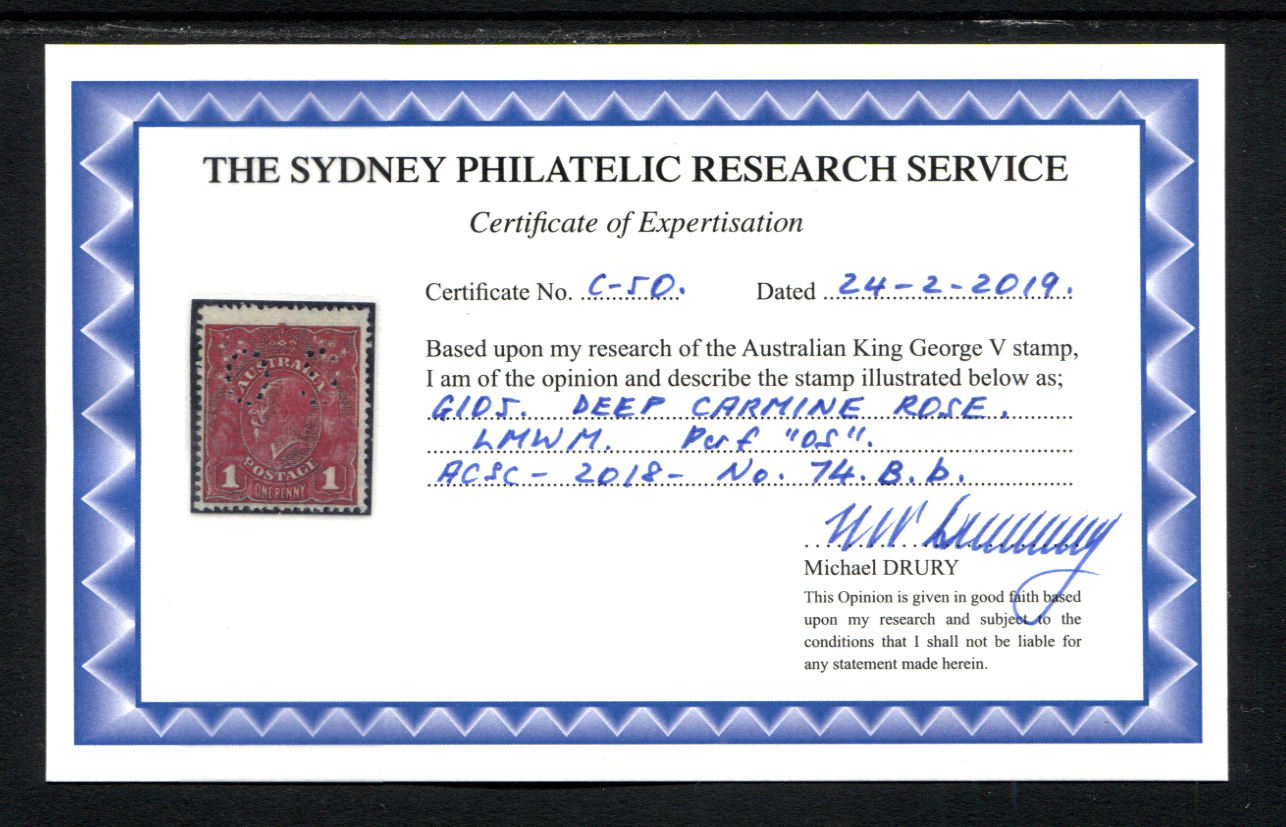 THE SYDNEY PHILATELIC RESEARCH SERVICE
Certificate of Expertisation
Certificate No. C-50.
Dated 24-2-2019.
Based upon my research of the Australian King George V stamp,
I am of the opinion and describe the stamp illustrated below as;
G105. DEEP CARMINE ROSE.
LMWM. Perf "OS".
ACSC- 2018- No. 74.B.b.
AUSTRALIA
POSTAGE
1 1
ONE PENNY
Michael DRURY
This Opinion is given in good faith based
upon my research and subject to the
conditions that I shall not be liable for
any statement made herein.